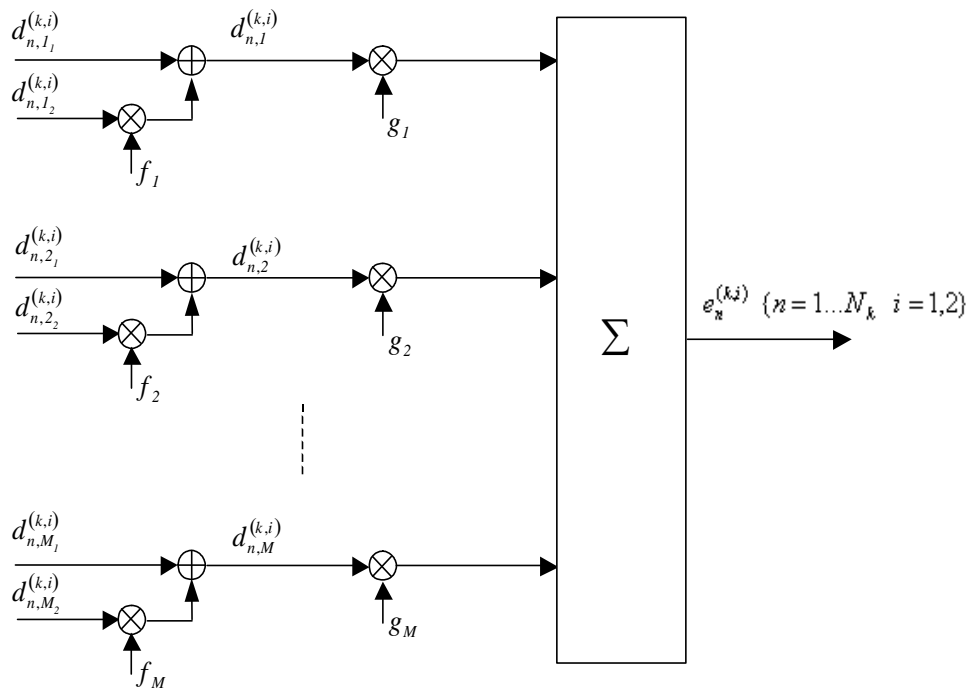 d_{n,1_1}^{(k,i)}
d_{n,1}^{(k,i)}
d_{n,1_2}^{(k,i)}
g_1
f_1
d_{n,2_1}^{(k,i)}
d_{n,2}^{(k,i)}
d_{n,2_2}^{(k,i)}
g_2
f_2
∑
e_n^{(k,i)} {n = 1...N_k i = 1,2}
d_{n,M_1}^{(k,i)}
d_{n,M}^{(k,i)}
d_{n,M_2}^{(k,i)}
g_M
f_M